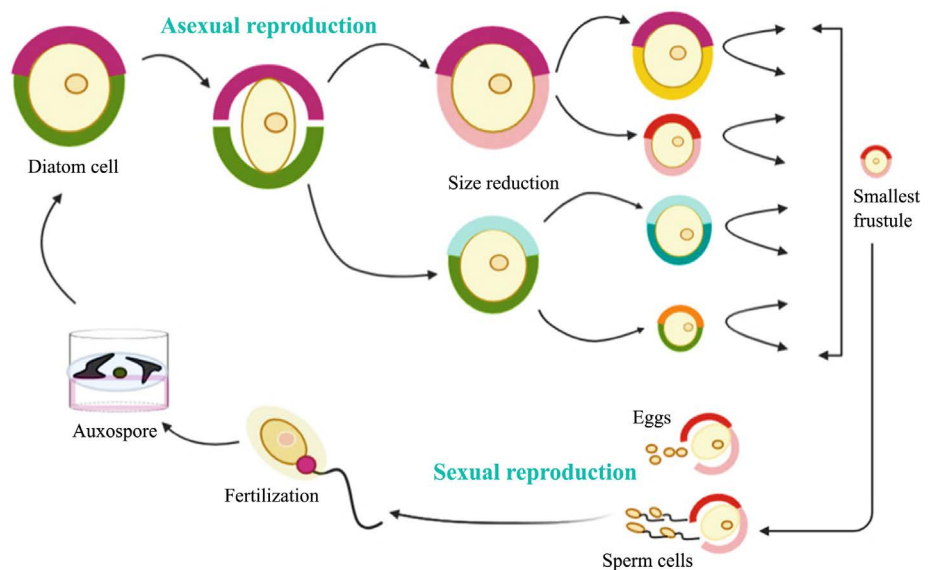 Asexual reproduction
Diatom cell
Size reduction
Smallest
frustule
Auxospore
Fertilization
Sexual reproduction
Eggs
Sperm cells